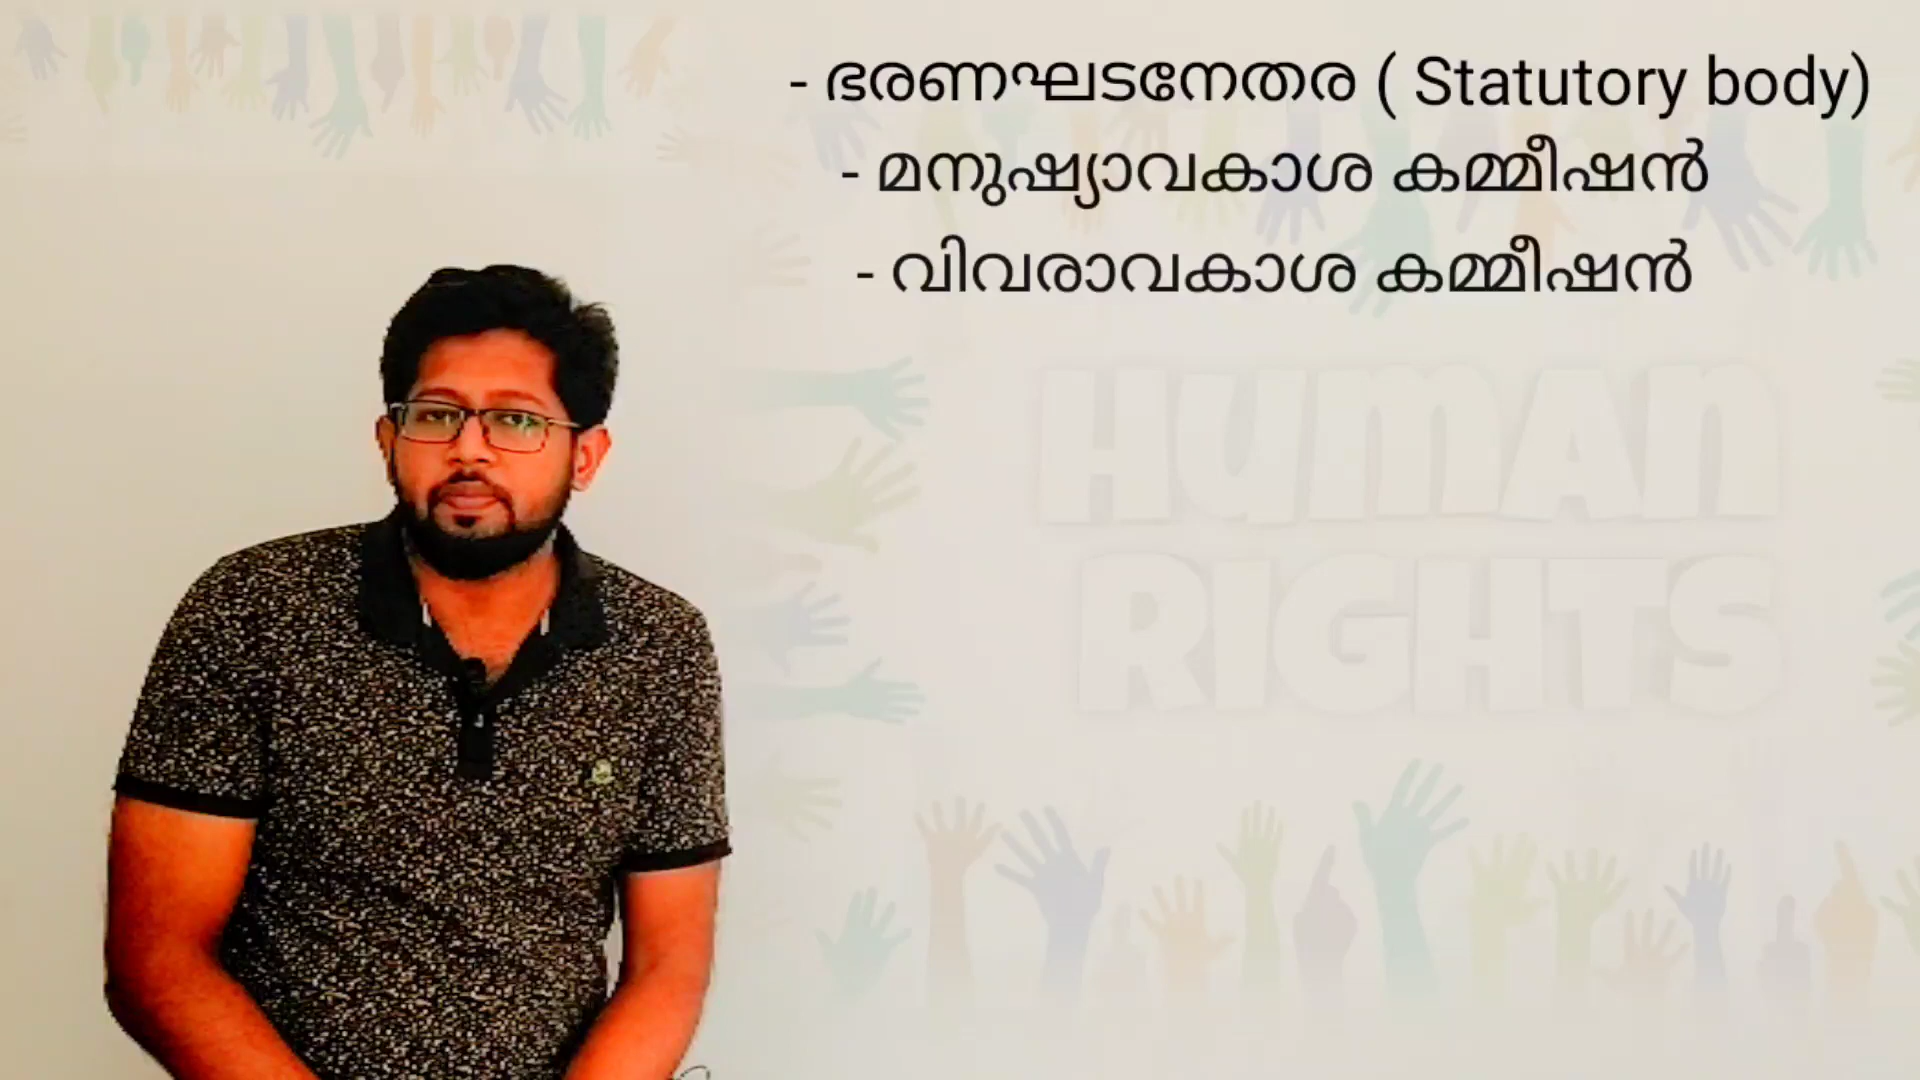 - ഭരണഘടനേതര ( Statutory body)
- മനുഷ്യാവകാശ കമ്മീഷൻ
- വിവരാവകാശ കമ്മീഷൻ
HUMAN
RIGHTS